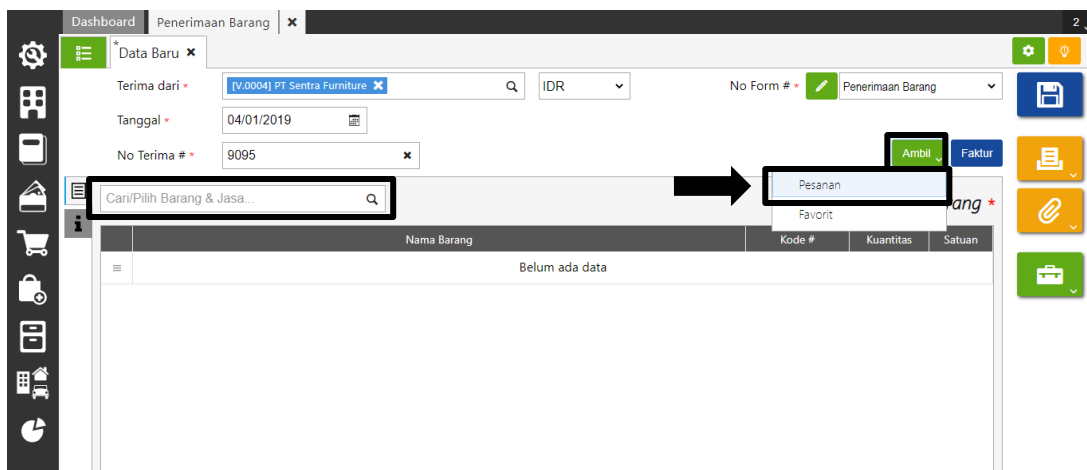 Dashboard Penerimaan Barang 2
*Data Baru
Terima dari * [V.0004] PT Sentra Furniture IDR No Form # * Penerimaan Barang
Tanggal * 04/01/2019
No Terima # * 9095 Ambil Faktur
Cari/Pilih Barang & Jasa... Pesanan
Favorit ang *
Nama Barang Kode # Kuantitas Satuan
Belum ada data